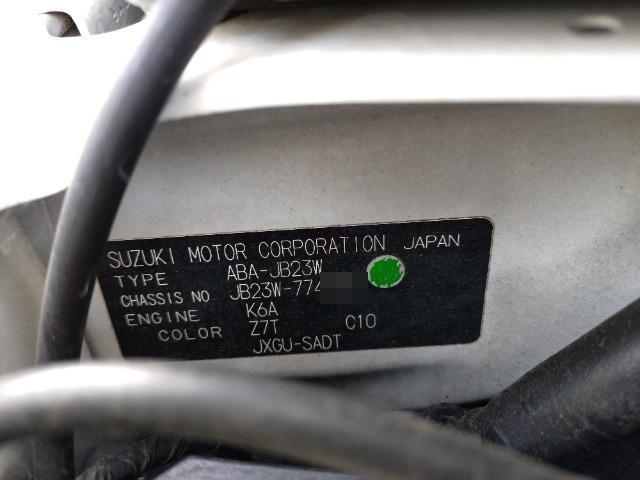 SUZUKI MOTOR CORPORATION JAPAN
TYPE ABA-JB23W
CHASSIS NO. JB23W-774
ENGINE K6A
COLOR Z7T C10
JXGU-SADT